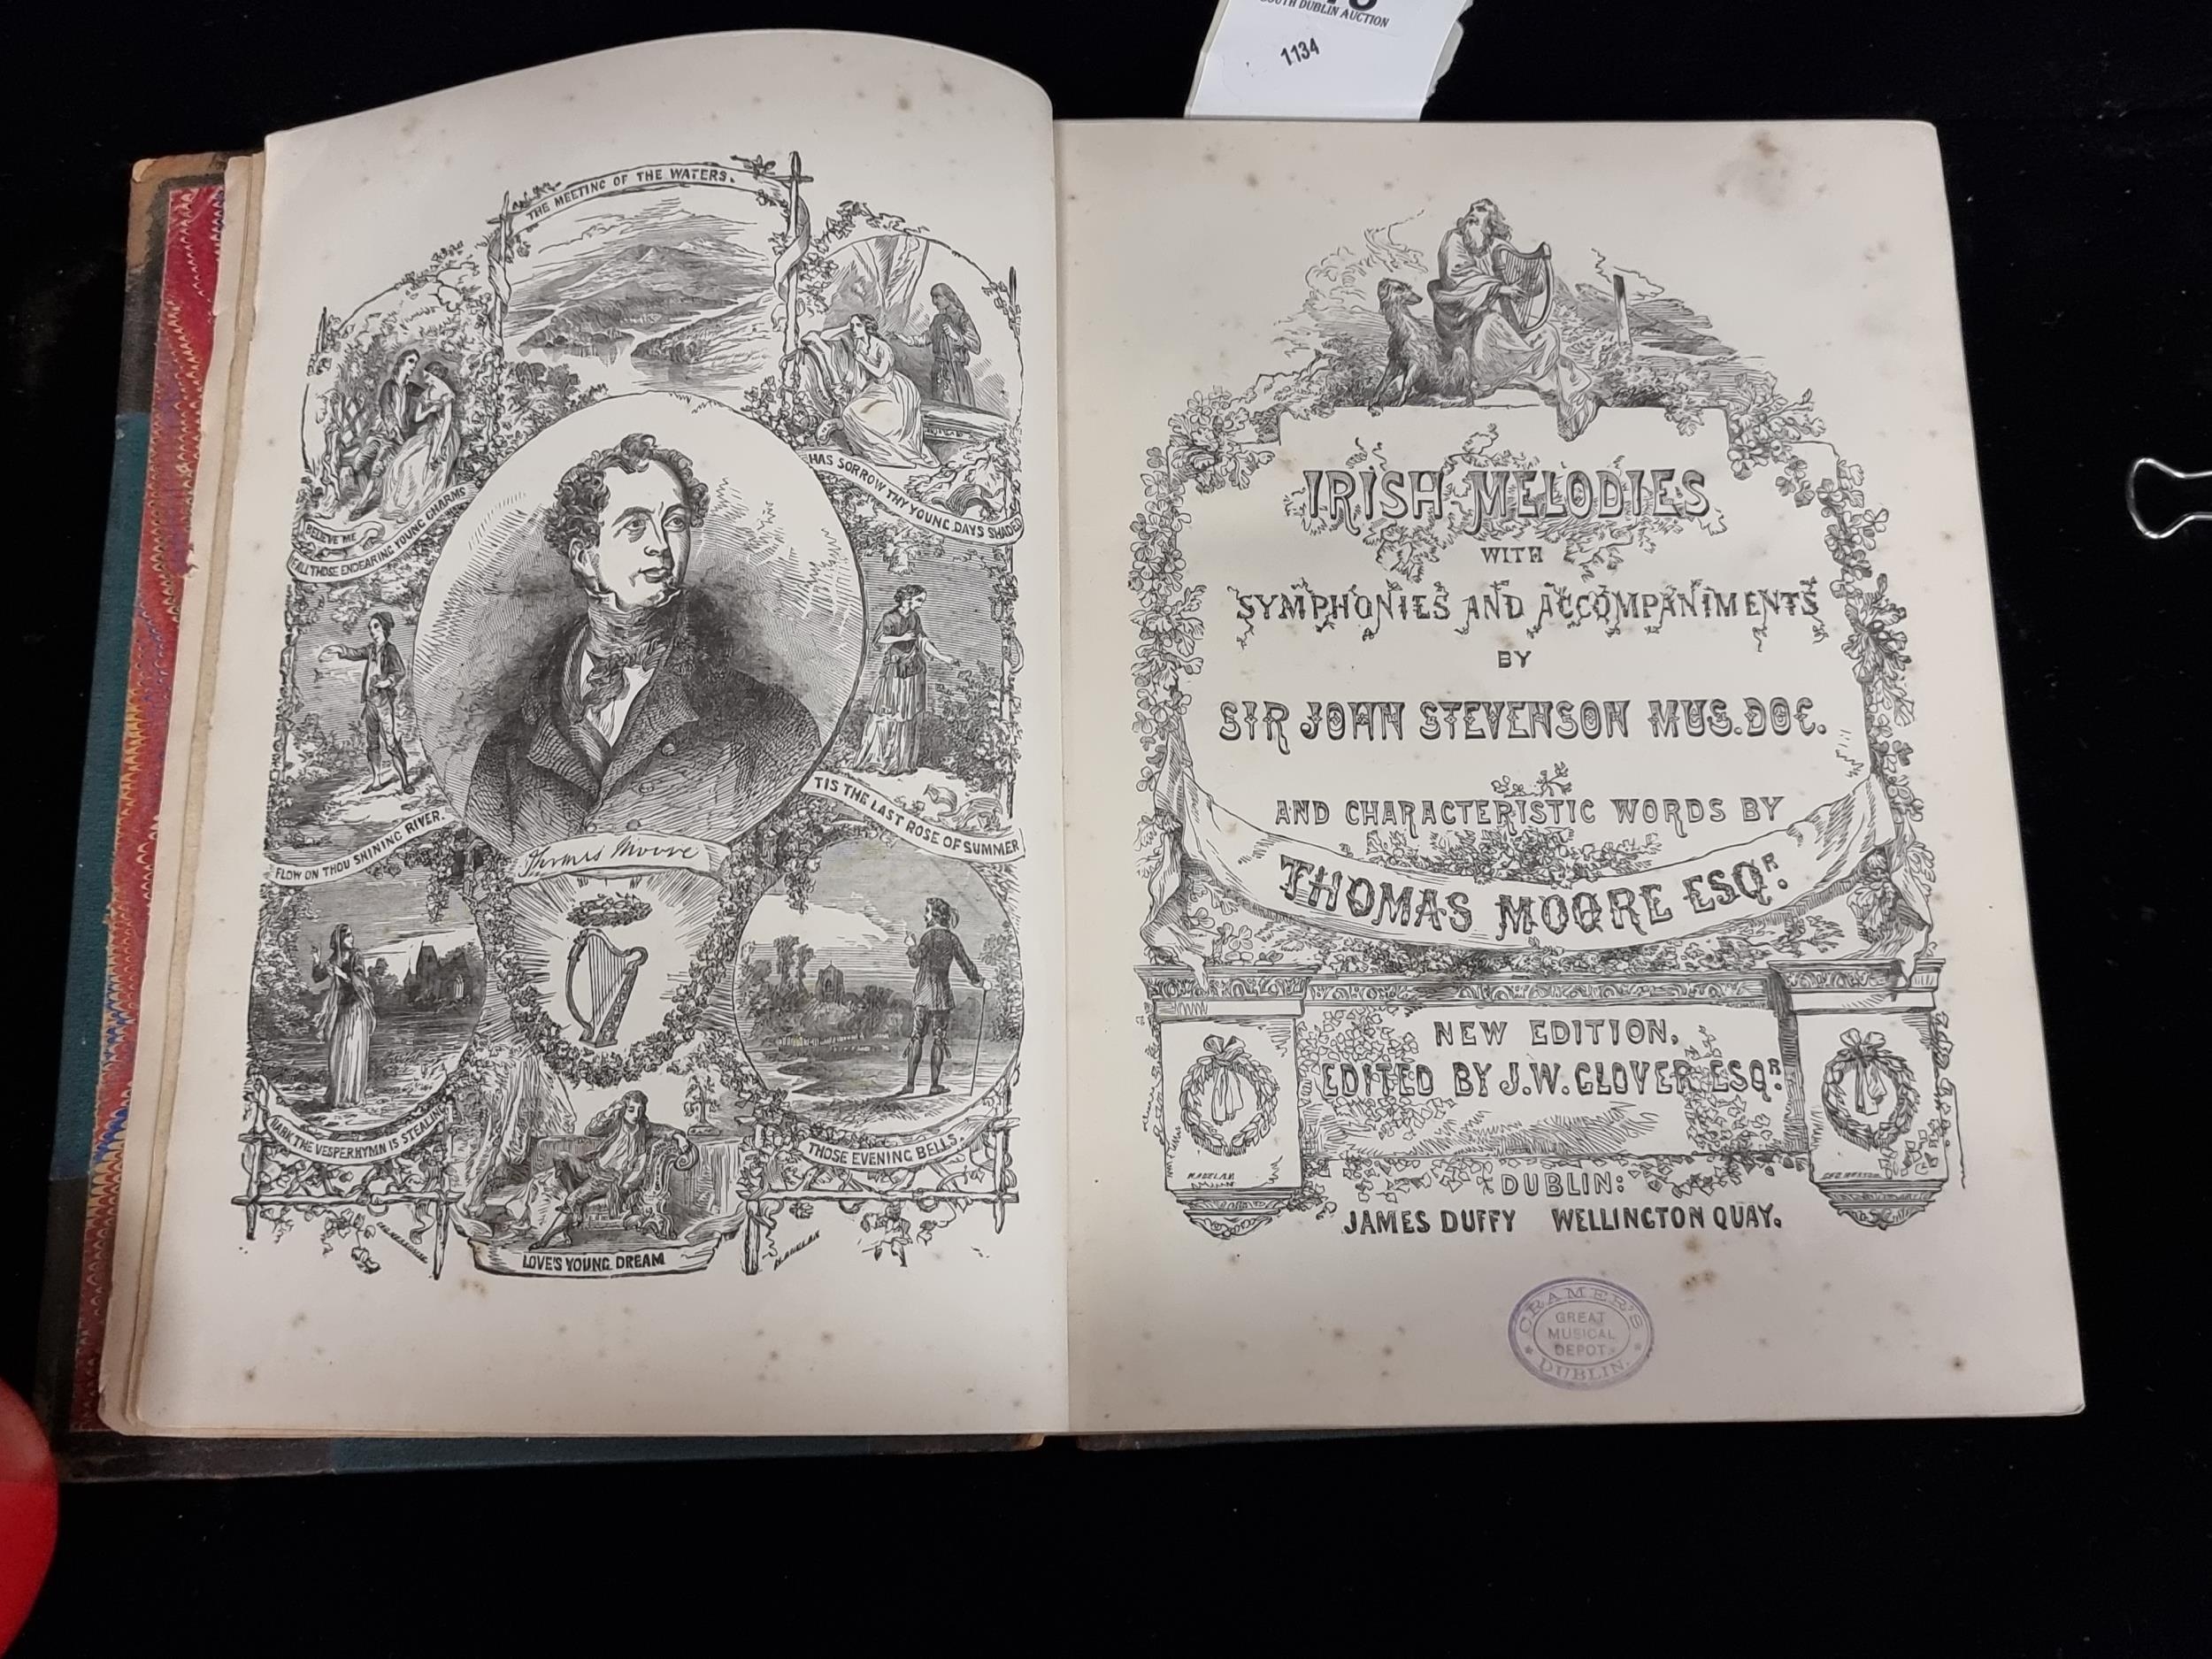 SOUTH DUBLIN AUCTION
1134
THE MEETING OF THE WATERS.
BELIEVE ME
IF ALL THOSE ENDEARING YOUNG CHARMS
HAS SORROW THY YOUNG DAYS SHADED
FLOW ON THOU SHINING RIVER.
TIS THE LAST ROSE OF SUMMER
Thomas Moore
HARK THE VESPER HYMN IS STEALING
THOSE EVENING BELLS.
LOVE'S YOUNG DREAM
IRISH MELODIES
WITH
SYMPHONIES AND ACCOMPANIMENTS
BY
SIR JOHN STEVENSON MUS. DOC.
AND CHARACTERISTIC WORDS BY
THOMAS MOORE ESQR.
NEW EDITION,
EDITED BY J.W. GLOVER ESQR.
DUBLIN:
JAMES DUFFY WELLINGTON QUAY.
CRAMER'S
GREAT
MUSICAL
DEPOT.
DUBLIN.